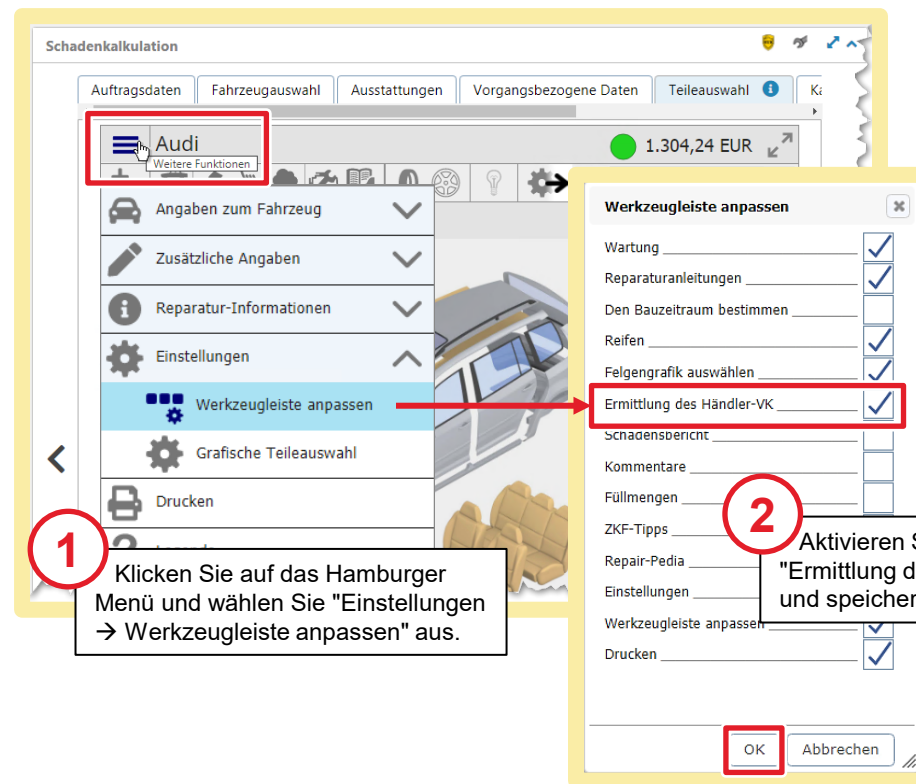 Schadenkalkulation
Auftragsdaten
Fahrzeugauswahl
Ausstattungen
Vorgangsbezogene Daten
Teileauswahl
Audi
1.304,24 EUR
Weitere Funktionen
Angaben zum Fahrzeug
Zusätzliche Angaben
Reparatur-Informationen
Einstellungen
Werkzeugleiste anpassen
Grafische Teileauswahl
Drucken
1
Klicken Sie auf das Hamburger
Menü und wählen Sie "Einstellungen
→ Werkzeugleiste anpassen" aus.
Werkzeugleiste anpassen
Wartung
Reparaturanleitungen
Den Bauzeitraum bestimmen
Reifen
Felgengrafik auswählen
Ermittlung des Händler-VK
Schadensbericht
Kommentare
Füllmengen
ZKF-Tipps
Repair-Pedia
Einstellungen
Werkzeugleiste anpassen
Drucken
2
Aktivieren S
"Ermittlung d
und speicher
OK
Abbrechen